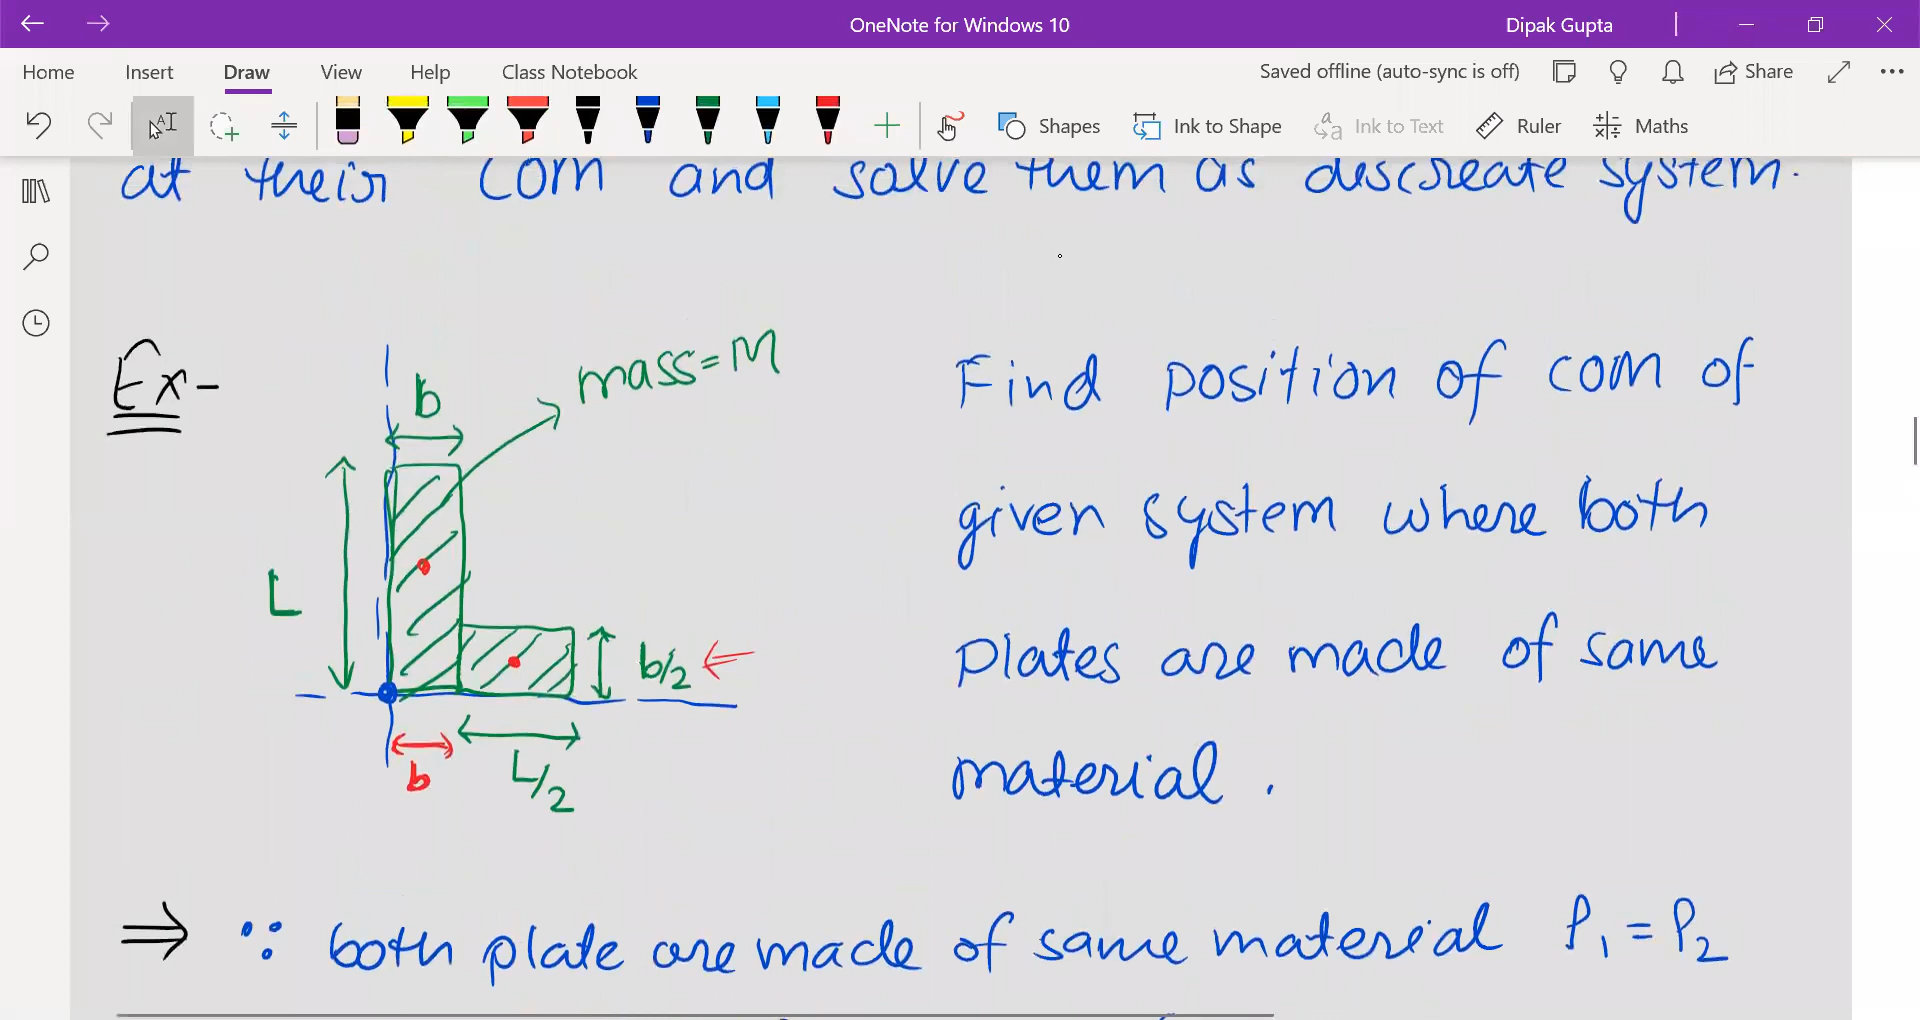 OneNote for Windows 10
Dipak Gupta
Home Insert Draw View Help Class Notebook
Saved offline (auto-sync is off)
Share
Shapes
Ink to Shape
Ink to Text
Ruler
Maths
at their COM and solve them as discreate system.
Ex-
mass=M
b
L
b/2
b
L/2
Find position of COM of
given system where both
plates are made of same
material.
⇒ ∵ both plate are made of same material ρ₁ = ρ₂